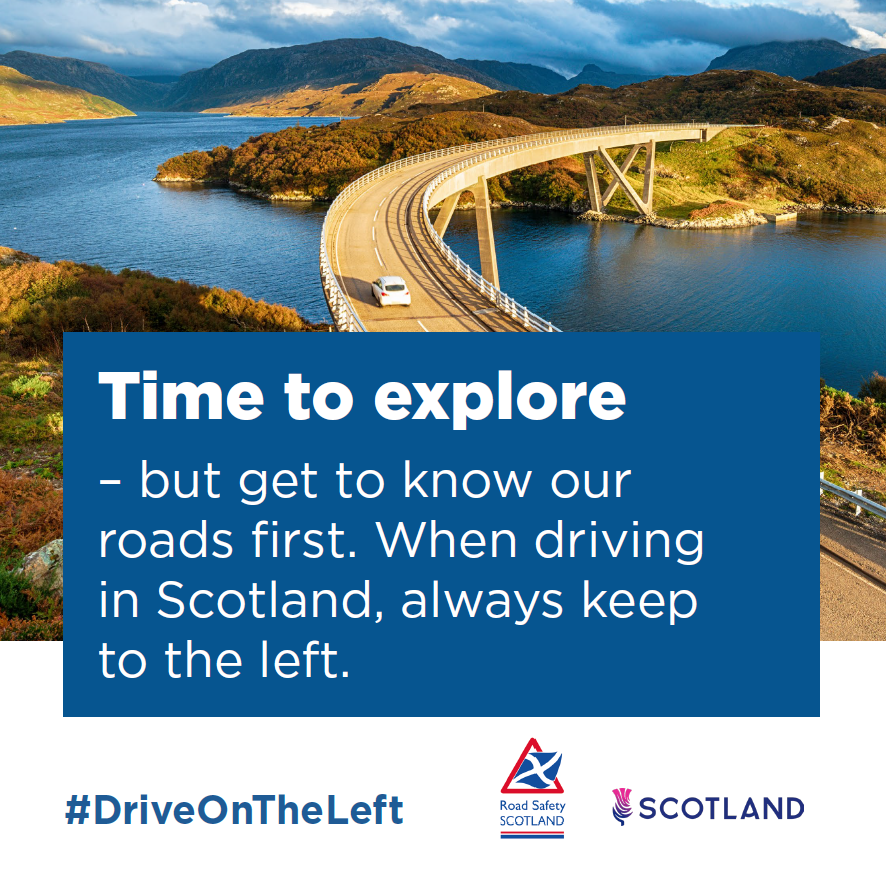 Time to explore
– but get to know our
roads first. When driving
in Scotland, always keep
to the left.
#DriveOnTheLeft
Road Safety
SCOTLAND
SCOTLAND